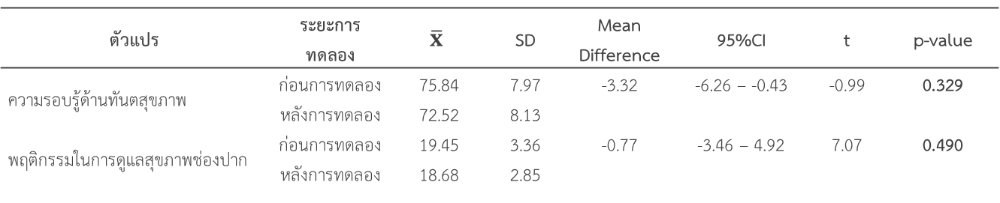 ตัวแปร ระยะการทดลอง X̄ SD Mean Difference 95%CI t p-value
ความรอบรู้ด้านทันตสุขภาพ ก่อนการทดลอง 75.84 7.97 -3.32 -6.26 – -0.43 -0.99 0.329
หลังการทดลอง 72.52 8.13
พฤติกรรมในการดูแลสุขภาพช่องปาก ก่อนการทดลอง 19.45 3.36 -0.77 -3.46 – 4.92 7.07 0.490
หลังการทดลอง 18.68 2.85